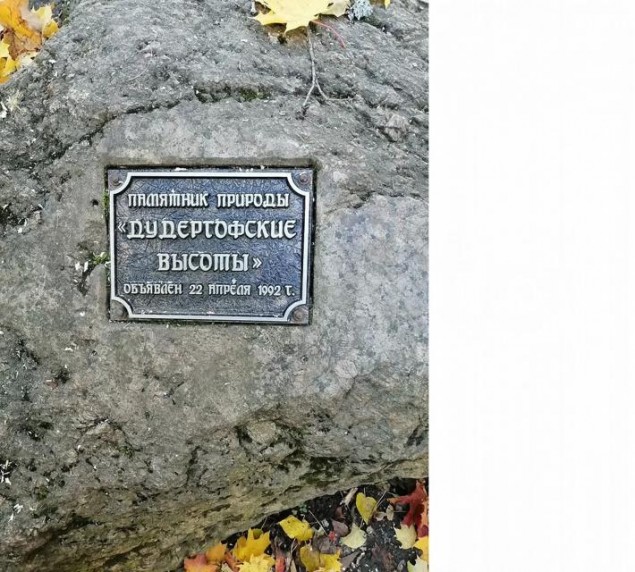 ПАМЯТНИК ПРИРОДЫ
«ДУДЕРГОФСКИЕ
ВЫСОТЫ»
ОБЪЯВЛЕН 22 АПРЕЛЯ 1992 Г.